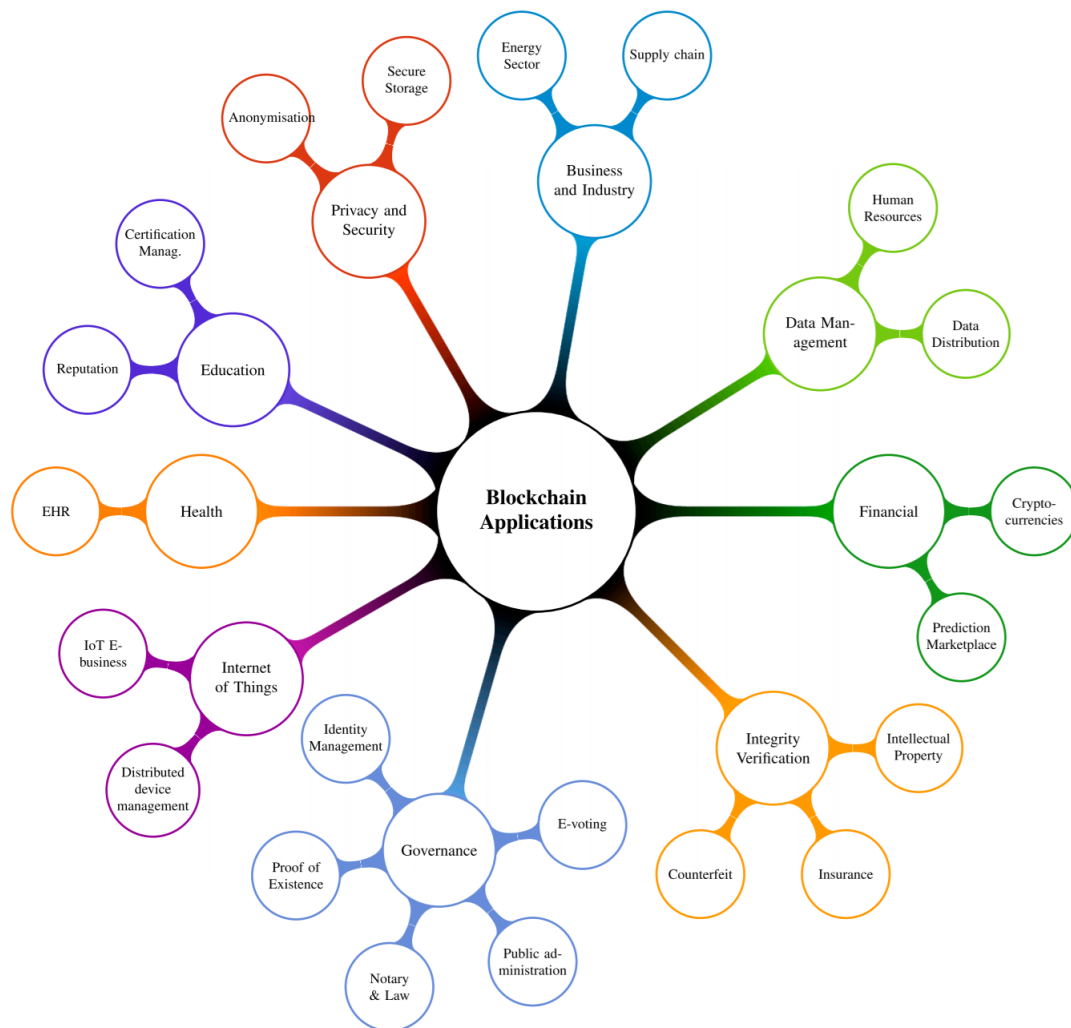 Energy
Sector
Supply chain
Secure
Storage
Anonymisation
Business
and Industry
Privacy and
Security
Human
Resources
Certification
Manag.
Data Man-
agement
Data
Distribution
Reputation
Education
Blockchain
Applications
EHR
Health
Financial
Crypto-
currencies
Prediction
Marketplace
IoT E-
business
Internet
of Things
Distributed
device
management
Identity
Management
Integrity
Verification
Intellectual
Property
E-voting
Governance
Proof of
Existence
Counterfeit
Insurance
Public ad-
ministration
Notary
& Law